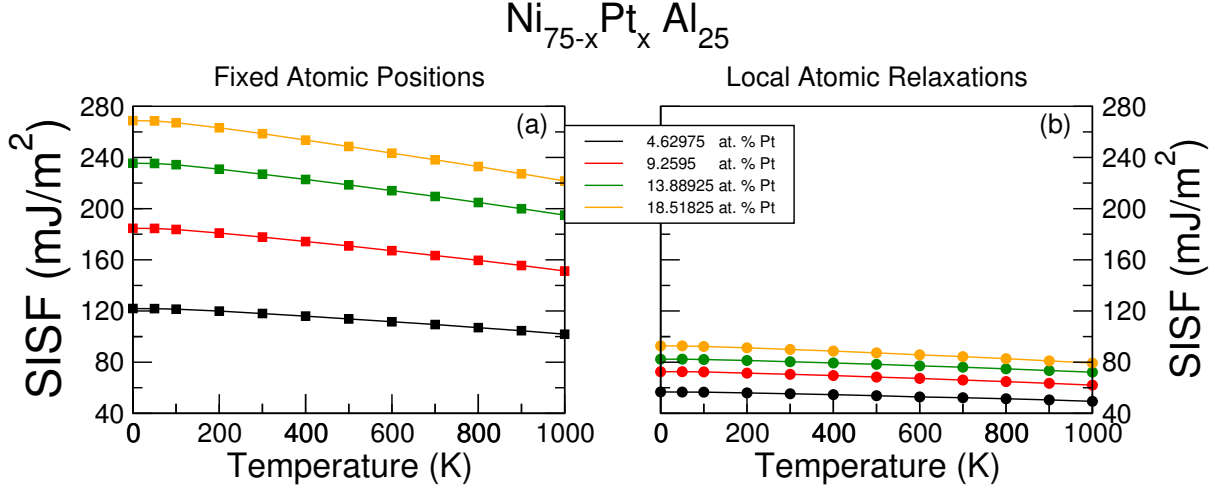 Ni75-xPtx Al25
Fixed Atomic Positions
Local Atomic Relaxations
(a)
SISF (mJ/m2)
280
240
200
160
120
80
40
0
200
400
600
800
1000
Temperature (K)
4.62975 at. % Pt
9.2595 at. % Pt
13.88925 at. % Pt
18.51825 at. % Pt
(b)
280
240
200
160
120
80
40
SISF (mJ/m2)
0
200
400
600
800
1000
Temperature (K)